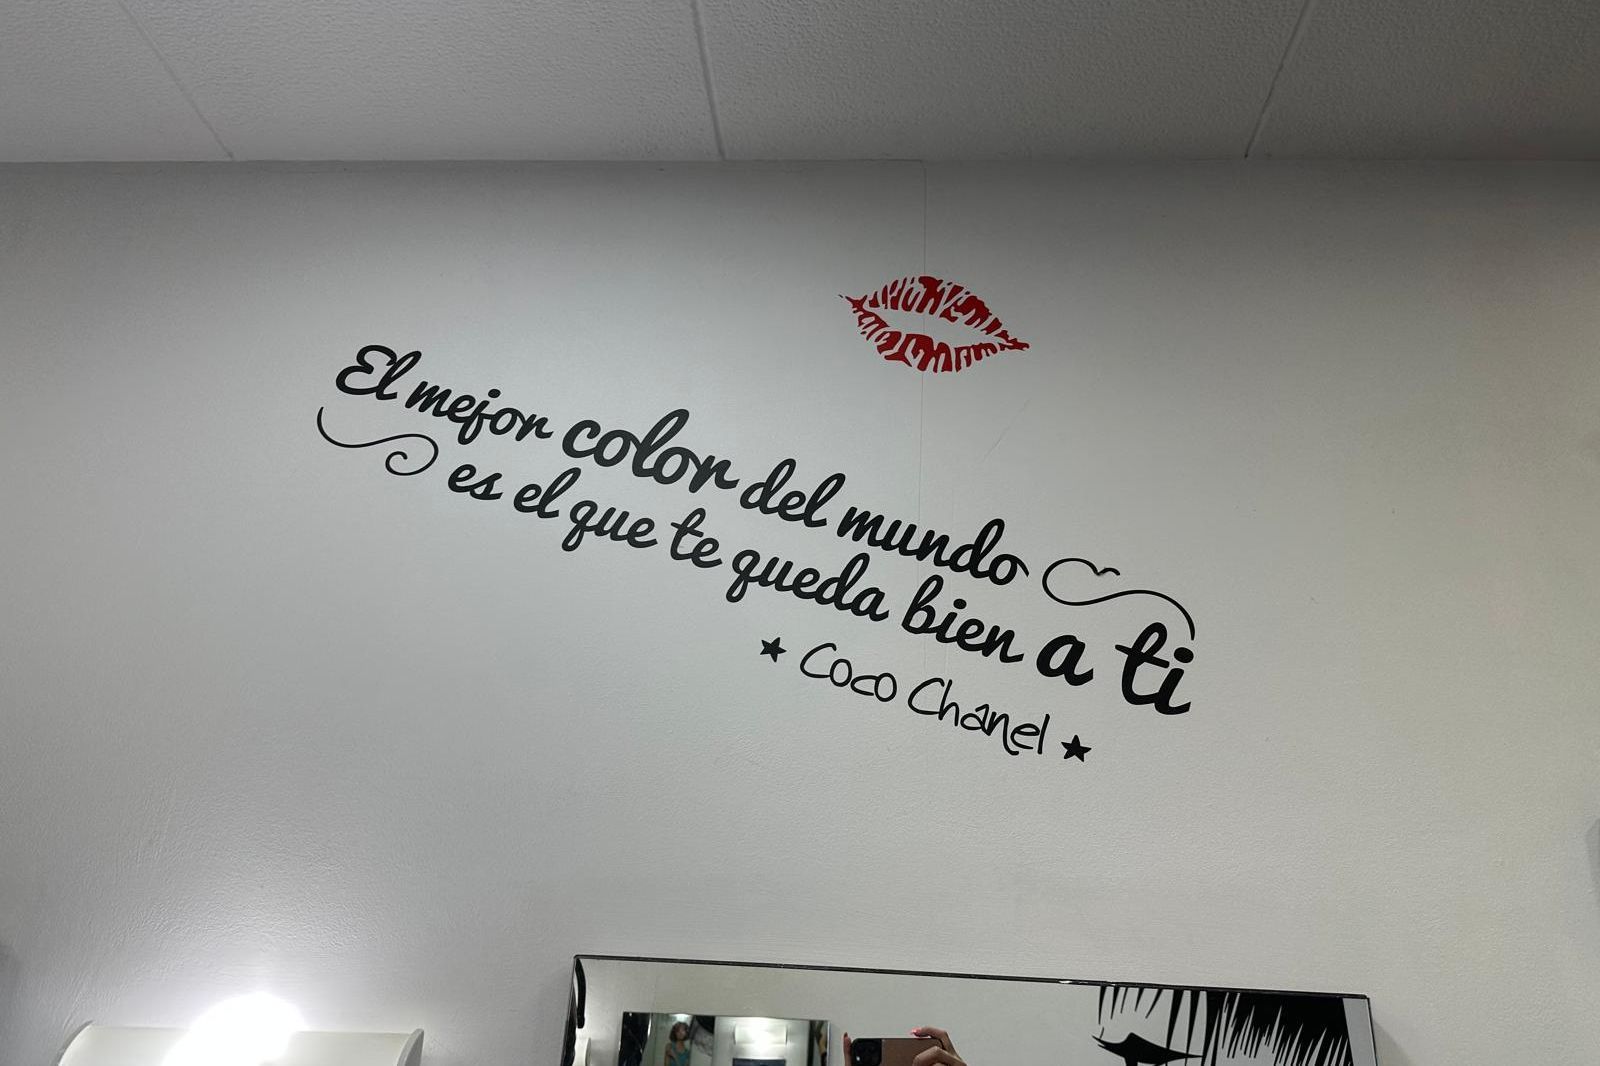 El mejor color del mundo
es el que te queda bien a ti
★ Coco Chanel ★